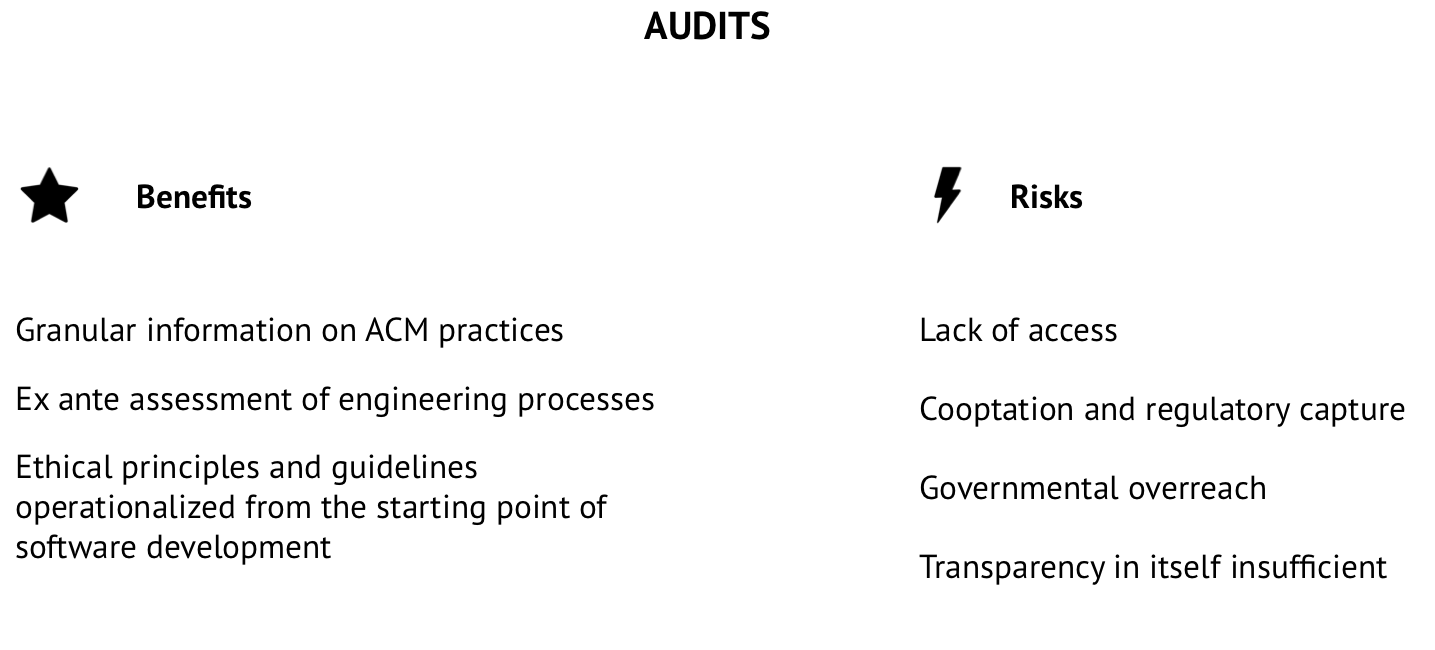 AUDITS
Benefits
Granular information on ACM practices
Ex ante assessment of engineering processes
Ethical principles and guidelines
operationalized from the starting point of
software development
Risks
Lack of access
Cooptation and regulatory capture
Governmental overreach
Transparency in itself insufficient